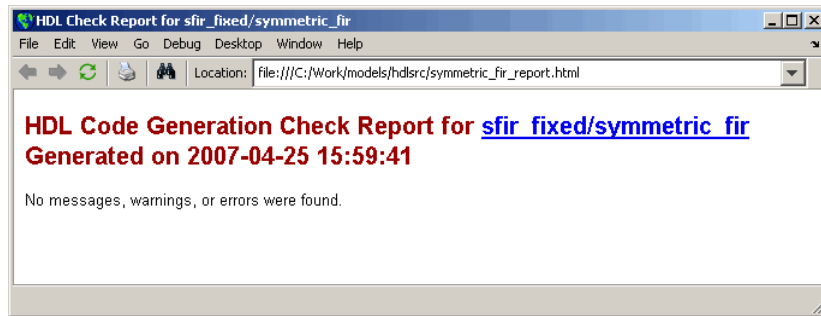 HDL Check Report for sfir_fixed/symmetric_fir
File Edit View Go Debug Desktop Window Help
Location: file:///C:/Work/models/hdlsrc/symmetric_fir_report.html
HDL Code Generation Check Report for sfir_fixed/symmetric_fir
Generated on 2007-04-25 15:59:41
No messages, warnings, or errors were found.